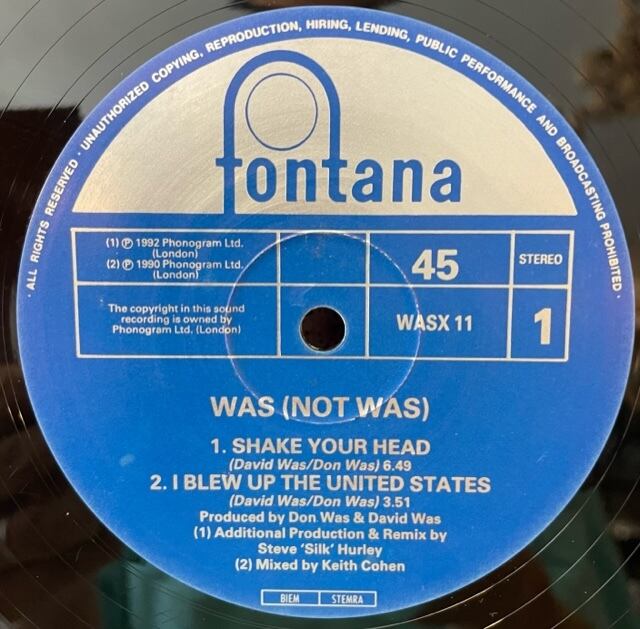 · ALL RIGHTS RESERVED · UNAUTHORIZED COPYING, REPRODUCTION, HIRING, LENDING, PUBLIC PERFORMANCE AND BROADCASTING PROHIBITED ·
fontana
(1) ℗ 1992 Phonogram Ltd.
(London)
(2) ℗ 1990 Phonogram Ltd.
(London)
45
STEREO
The copyright in this sound
recording is owned by
Phonogram Ltd. (London)
WASX 11
1
WAS (NOT WAS)
1. SHAKE YOUR HEAD
(David Was/Don Was) 6.49
2. I BLEW UP THE UNITED STATES
(David Was/Don Was) 3.51
Produced by Don Was & David Was
(1) Additional Production & Remix by
Steve 'Silk' Hurley
(2) Mixed by Keith Cohen
BIEM STEMRA